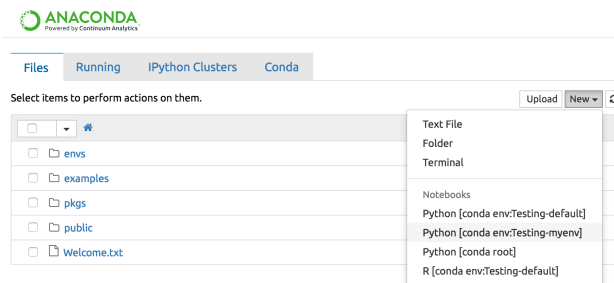 ANACONDA
Powered by Continuum Analytics
Files Running IPython Clusters Conda
Select items to perform actions on them. Upload New
Text File
Folder
Terminal
Notebooks
Python [conda env:Testing-default]
Python [conda env:Testing-myenv]
Python [conda root]
R [conda env:Testing-default]
envs
examples
pkgs
public
Welcome.txt